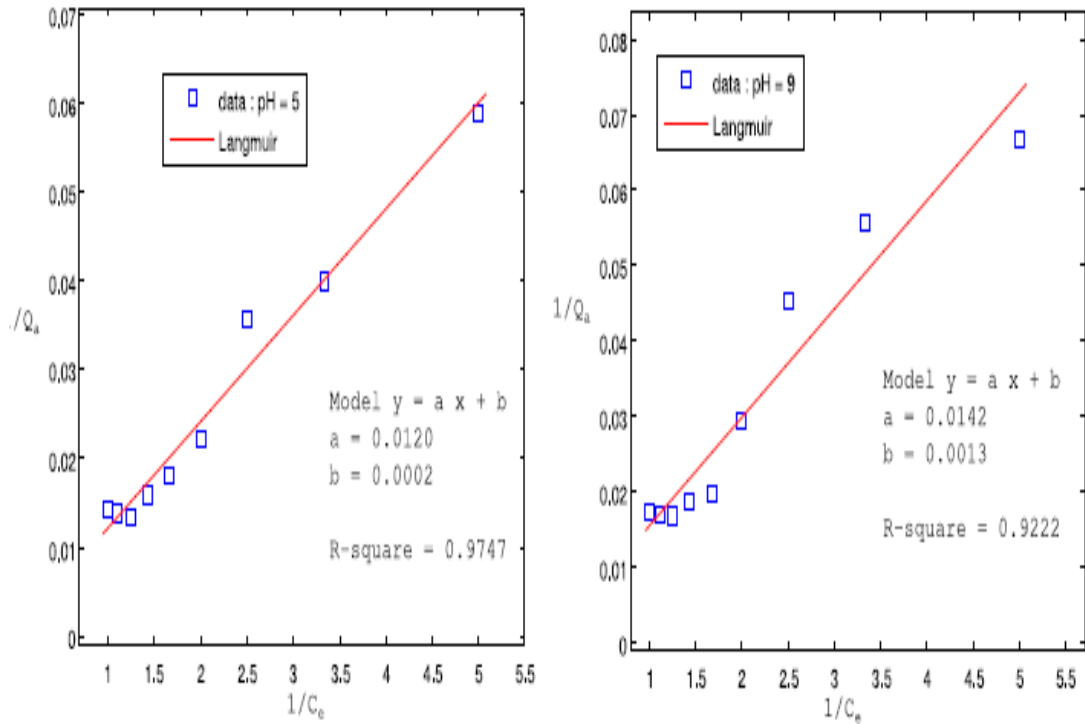 0.07
0.06
0.05
0.04
0.03
0.02
0.01
0
/Qa
data : pH = 5
Langmuir
Model y = a x + b
a = 0.0120
b = 0.0002
R-square = 0.9747
1 1.5 2 2.5 3 3.5 4 4.5 5 5.5
1/Ce
0.08
0.07
0.06
0.05
0.04
0.03
0.02
0.01
0
1/Qa
data : pH = 9
Langmuir
Model y = a x + b
a = 0.0142
b = 0.0013
R-square = 0.9222
1 1.5 2 2.5 3 3.5 4 4.5 5 5.5
1/Ce